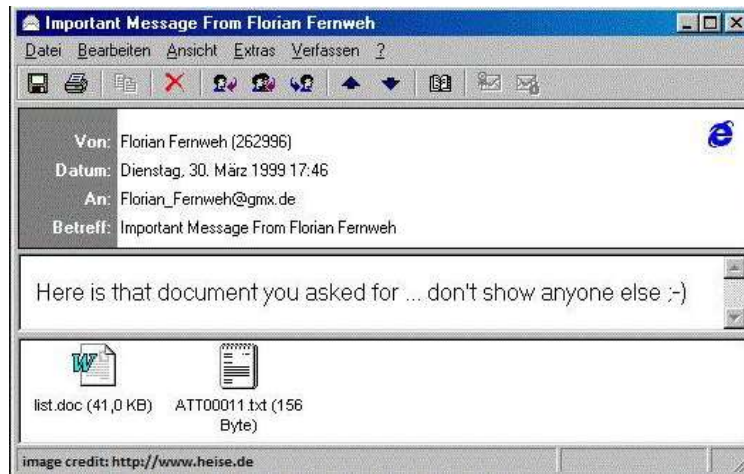 Important Message From Florian Fernweh
Datei Bearbeiten Ansicht Extras Verfassen ?
Von: Florian Fernweh (262996)
Datum: Dienstag, 30. März 1999 17:46
An: Florian_Fernweh@gmx.de
Betreff: Important Message From Florian Fernweh
Here is that document you asked for ... don't show anyone else ;-)
list.doc (41,0 KB) ATT00011.txt (156
Byte)
image credit: http://www.heise.de